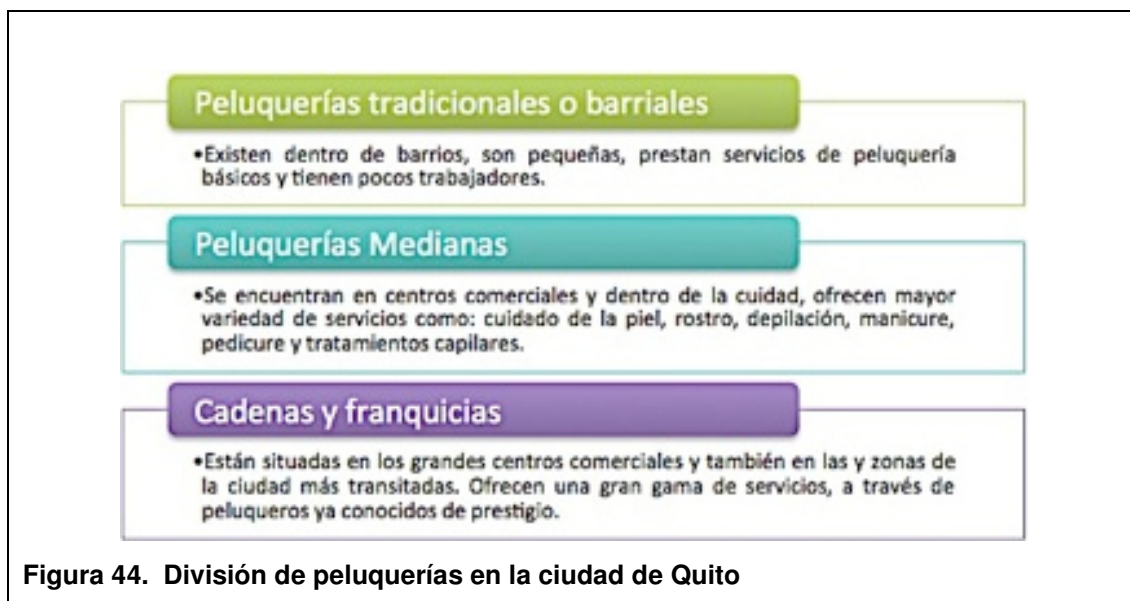 Peluquerías tradicionales o barriales
•Existen dentro de barrios, son pequeñas, prestan servicios de peluquería
básicos y tienen pocos trabajadores.
Peluquerías Medianas
•Se encuentran en centros comerciales y dentro de la cuidad, ofrecen mayor
variedad de servicios como: cuidado de la piel, rostro, depilación, manicure,
pedicure y tratamientos capilares.
Cadenas y franquicias
•Están situadas en los grandes centros comerciales y también en las y zonas de
la ciudad más transitadas. Ofrecen una gran gama de servicios, a través de
peluqueros ya conocidos de prestigio.
Figura 44. División de peluquerías en la ciudad de Quito